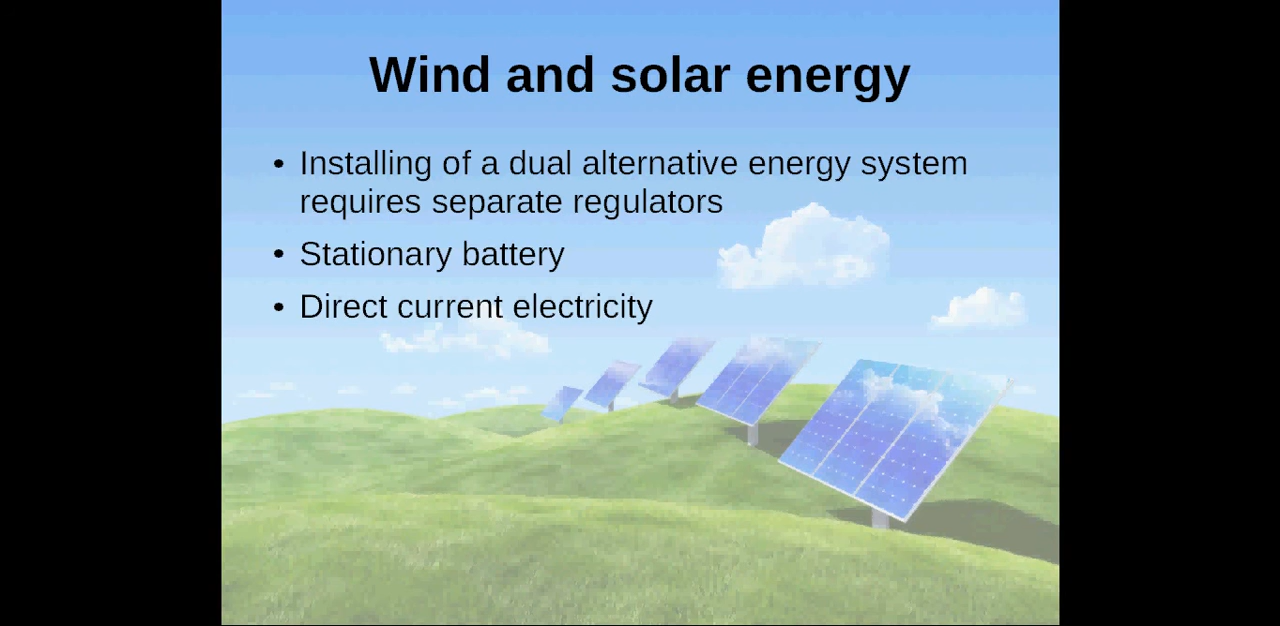 Wind and solar energy
• Installing of a dual alternative energy system
requires separate regulators
• Stationary battery
• Direct current electricity